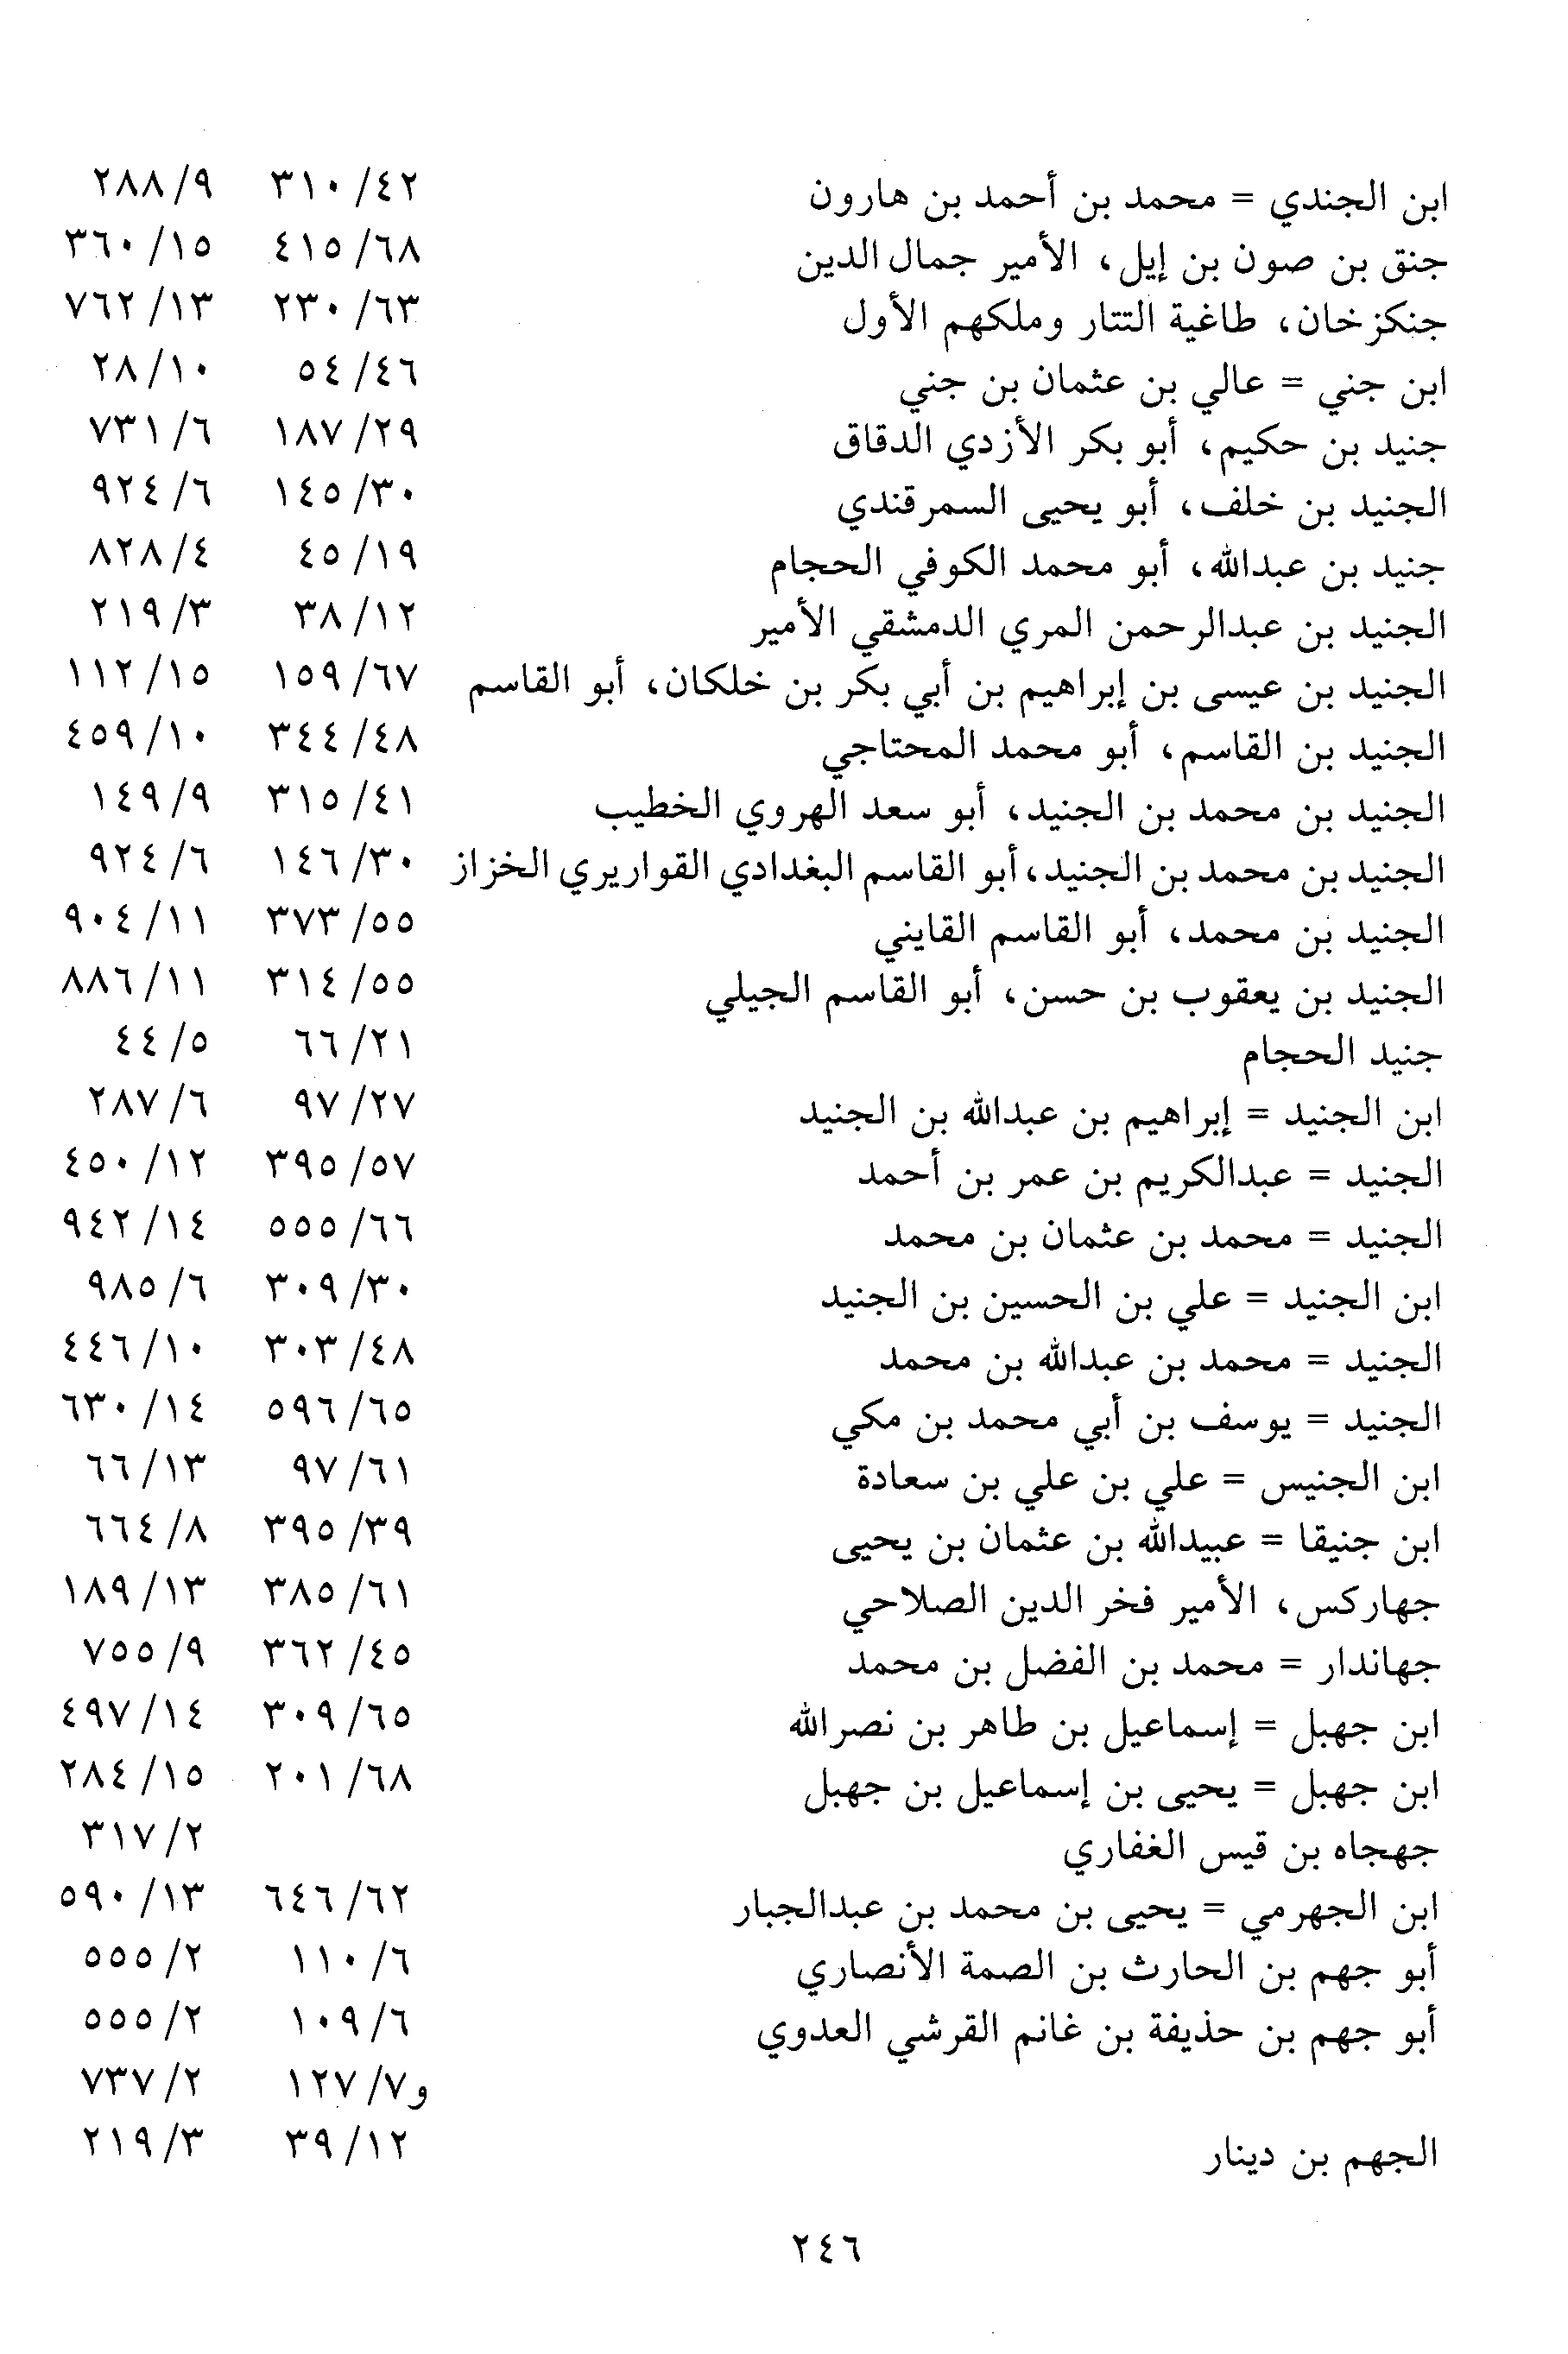 ابن الجندي = محمد بن أحمد بن هارون ٤٢/ ٣١٠ ٩/ ٢٨٨
جنق بن صون بن إيل، الأمير جمال الدين ٦٨/ ٤١٥ ١٥/ ٣٦٠
جنكزخان، طاغية التتار وملكهم الأول ٦٣/ ٢٣٠ ١٣/ ٧٦٢
ابن جني = عالي بن عثمان بن جني ٤٦/ ٥٤ ١٠/ ٢٨
جنيد بن حكيم، أبو بكر الأزدي الدقاق ٢٩/ ١٨٧ ٦/ ٧٣١
الجنيد بن خلف، أبو يحيى السمرقندي ٣٠/ ١٤٥ ٦/ ٩٢٤
جنيد بن عبدالله، أبو محمد الكوفي الحجام ١٩/ ٤٥ ٤/ ٨٢٨
الجنيد بن عبدالرحمن المري الدمشقي الأمير ١٢/ ٣٨ ٣/ ٢١٩
الجنيد بن عيسى بن إبراهيم بن أبي بكر بن خلكان، أبو القاسم ٦٧/ ١٥٩ ١٥/ ١١٢
الجنيد بن القاسم، أبو محمد المحتاجي ٤٨/ ٣٤٤ ١٠/ ٤٥٩
الجنيد بن محمد بن الجنيد، أبو سعد الهروي الخطيب ٤١/ ٣١٥ ٩/ ١٤٩
الجنيد بن محمد بن الجنيد، أبو القاسم البغدادي القواريري الخزاز ٣٠/ ١٤٦ ٦/ ٩٢٤
الجنيد بن محمد، أبو القاسم القايني ٥٥/ ٣٧٣ ١١/ ٩٠٤
الجنيد بن يعقوب بن حسن، أبو القاسم الجيلي ٥٥/ ٣١٤ ١١/ ٨٨٦
جنيد الحجام ٢١/ ٦٦ ٥/ ٤٤
ابن الجنيد = إبراهيم بن عبدالله بن الجنيد ٢٧/ ٩٧ ٦/ ٢٨٧
الجنيد = عبدالكريم بن عمر بن أحمد ٥٧/ ٣٩٥ ١٢/ ٤٥٠
الجنيد = محمد بن عثمان بن محمد ٦٦/ ٥٥٥ ١٤/ ٩٤٢
ابن الجنيد = علي بن الحسين بن الجنيد ٣٠/ ٣٠٩ ٦/ ٩٨٥
الجنيد = محمد بن عبدالله بن محمد ٤٨/ ٣٠٣ ١٠/ ٤٤٦
الجنيد = يوسف بن أبي محمد بن مكي ٦٥/ ٥٩٦ ١٤/ ٦٣٠
ابن الجنيس = علي بن علي بن سعادة ٦١/ ٩٧ ١٣/ ٦٦
ابن جنيقا = عبيدالله بن عثمان بن يحيى ٣٩/ ٣٩٥ ٨/ ٦٦٤
جهاركس، الأمير فخر الدين الصلاحي ٦١/ ٣٨٥ ١٣/ ١٨٩
جهاندار = محمد بن الفضل بن محمد ٤٥/ ٣٦٢ ٩/ ٧٥٥
ابن جهبل = إسماعيل بن طاهر بن نصرالله ٦٥/ ٣٠٩ ١٤/ ٤٩٧
ابن جهبل = يحيى بن إسماعيل بن جهبل ٦٨/ ٢٠١ ١٥/ ٢٨٤
جهجاه بن قيس الغفاري ٢/ ٣١٧
ابن الجهرمي = يحيى بن محمد بن عبدالجبار ٦٢/ ٦٤٦ ١٣/ ٥٩٠
أبو جهم بن الحارث بن الصمة الأنصاري ٦/ ١١٠ ٢/ ٥٥٥
أبو جهم بن حذيفة بن غانم القرشي العدوي ٦/ ١٠٩ ٢/ ٥٥٥
و٧/ ١٢٧ ٢/ ٧٣٧
الجهم بن دينار ١٢/ ٣٩ ٣/ ٢١٩
٢٤٦